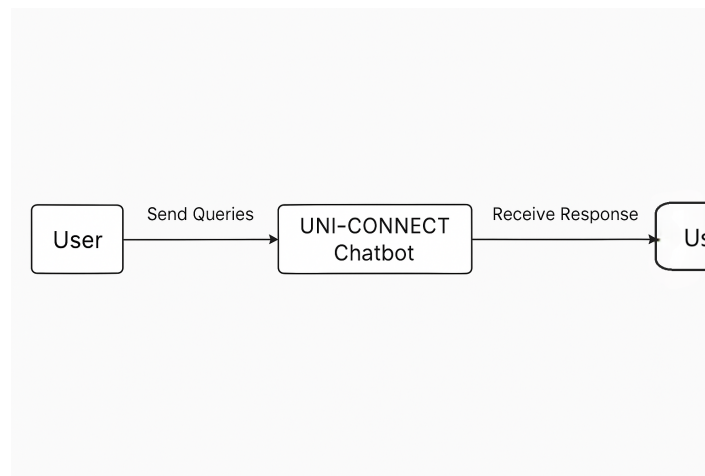 Send Queries
Receive Response
User
UNI-CONNECT
Chatbot